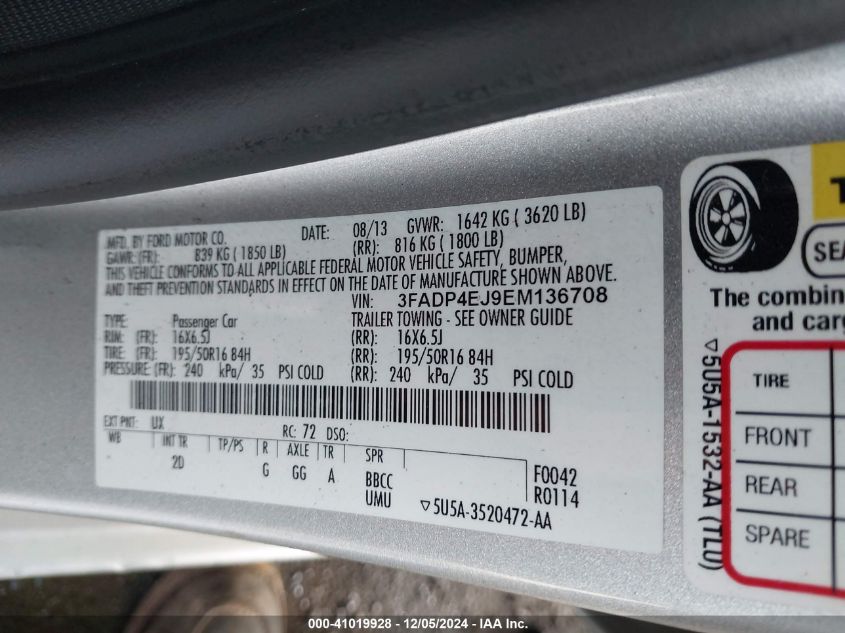 MFD. BY FORD MOTOR CO. DATE: 08/13 GVWR: 1642 KG ( 3620 LB)
GAWR: (FR): 839 KG ( 1850 LB) (RR): 816 KG ( 1800 LB)
THIS VEHICLE CONFORMS TO ALL APPLICABLE FEDERAL MOTOR VEHICLE SAFETY, BUMPER,
AND THEFT PREVENTION STANDARDS IN EFFECT ON THE DATE OF MANUFACTURE SHOWN ABOVE.
VIN: 3FADP4EJ9EM136708
TYPE: Passenger Car TRAILER TOWING - SEE OWNER GUIDE
RIM: (FR): 16X6.5J (RR): 16X6.5J
TIRE: (FR): 195/50R16 84H (RR): 195/50R16 84H
PRESSURE: (FR): 240 kPa/ 35 PSI COLD (RR): 240 kPa/ 35 PSI COLD
EXT PNT: UX RC: 72 DSO:
WB INT TR TP/PS R AXLE TR SPR
2D G GG A BBCC F0042
UMU R0114
▽5U5A-3520472-AA
T
SEA
The combin
and carg
TIRE
FRONT
REAR
SPARE
▽5U5A-1532-AA (TL0)
000-41019928 - 12/05/2024 - IAA Inc.